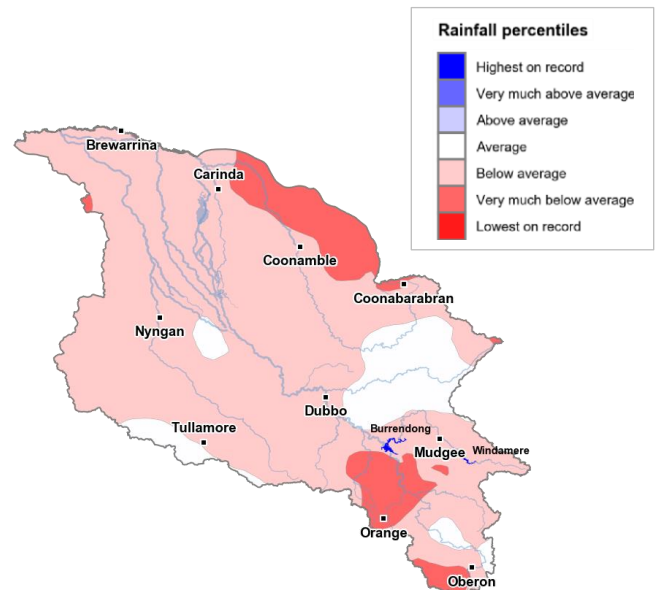 Rainfall percentiles
Highest on record
Very much above average
Above average
Average
Below average
Very much below average
Lowest on record
Brewarrina
Carinda
Coonamble
Coonabarabran
Nyngan
Dubbo
Tullamore
Burrendong
Mudgee
Windamere
Orange
Oberon